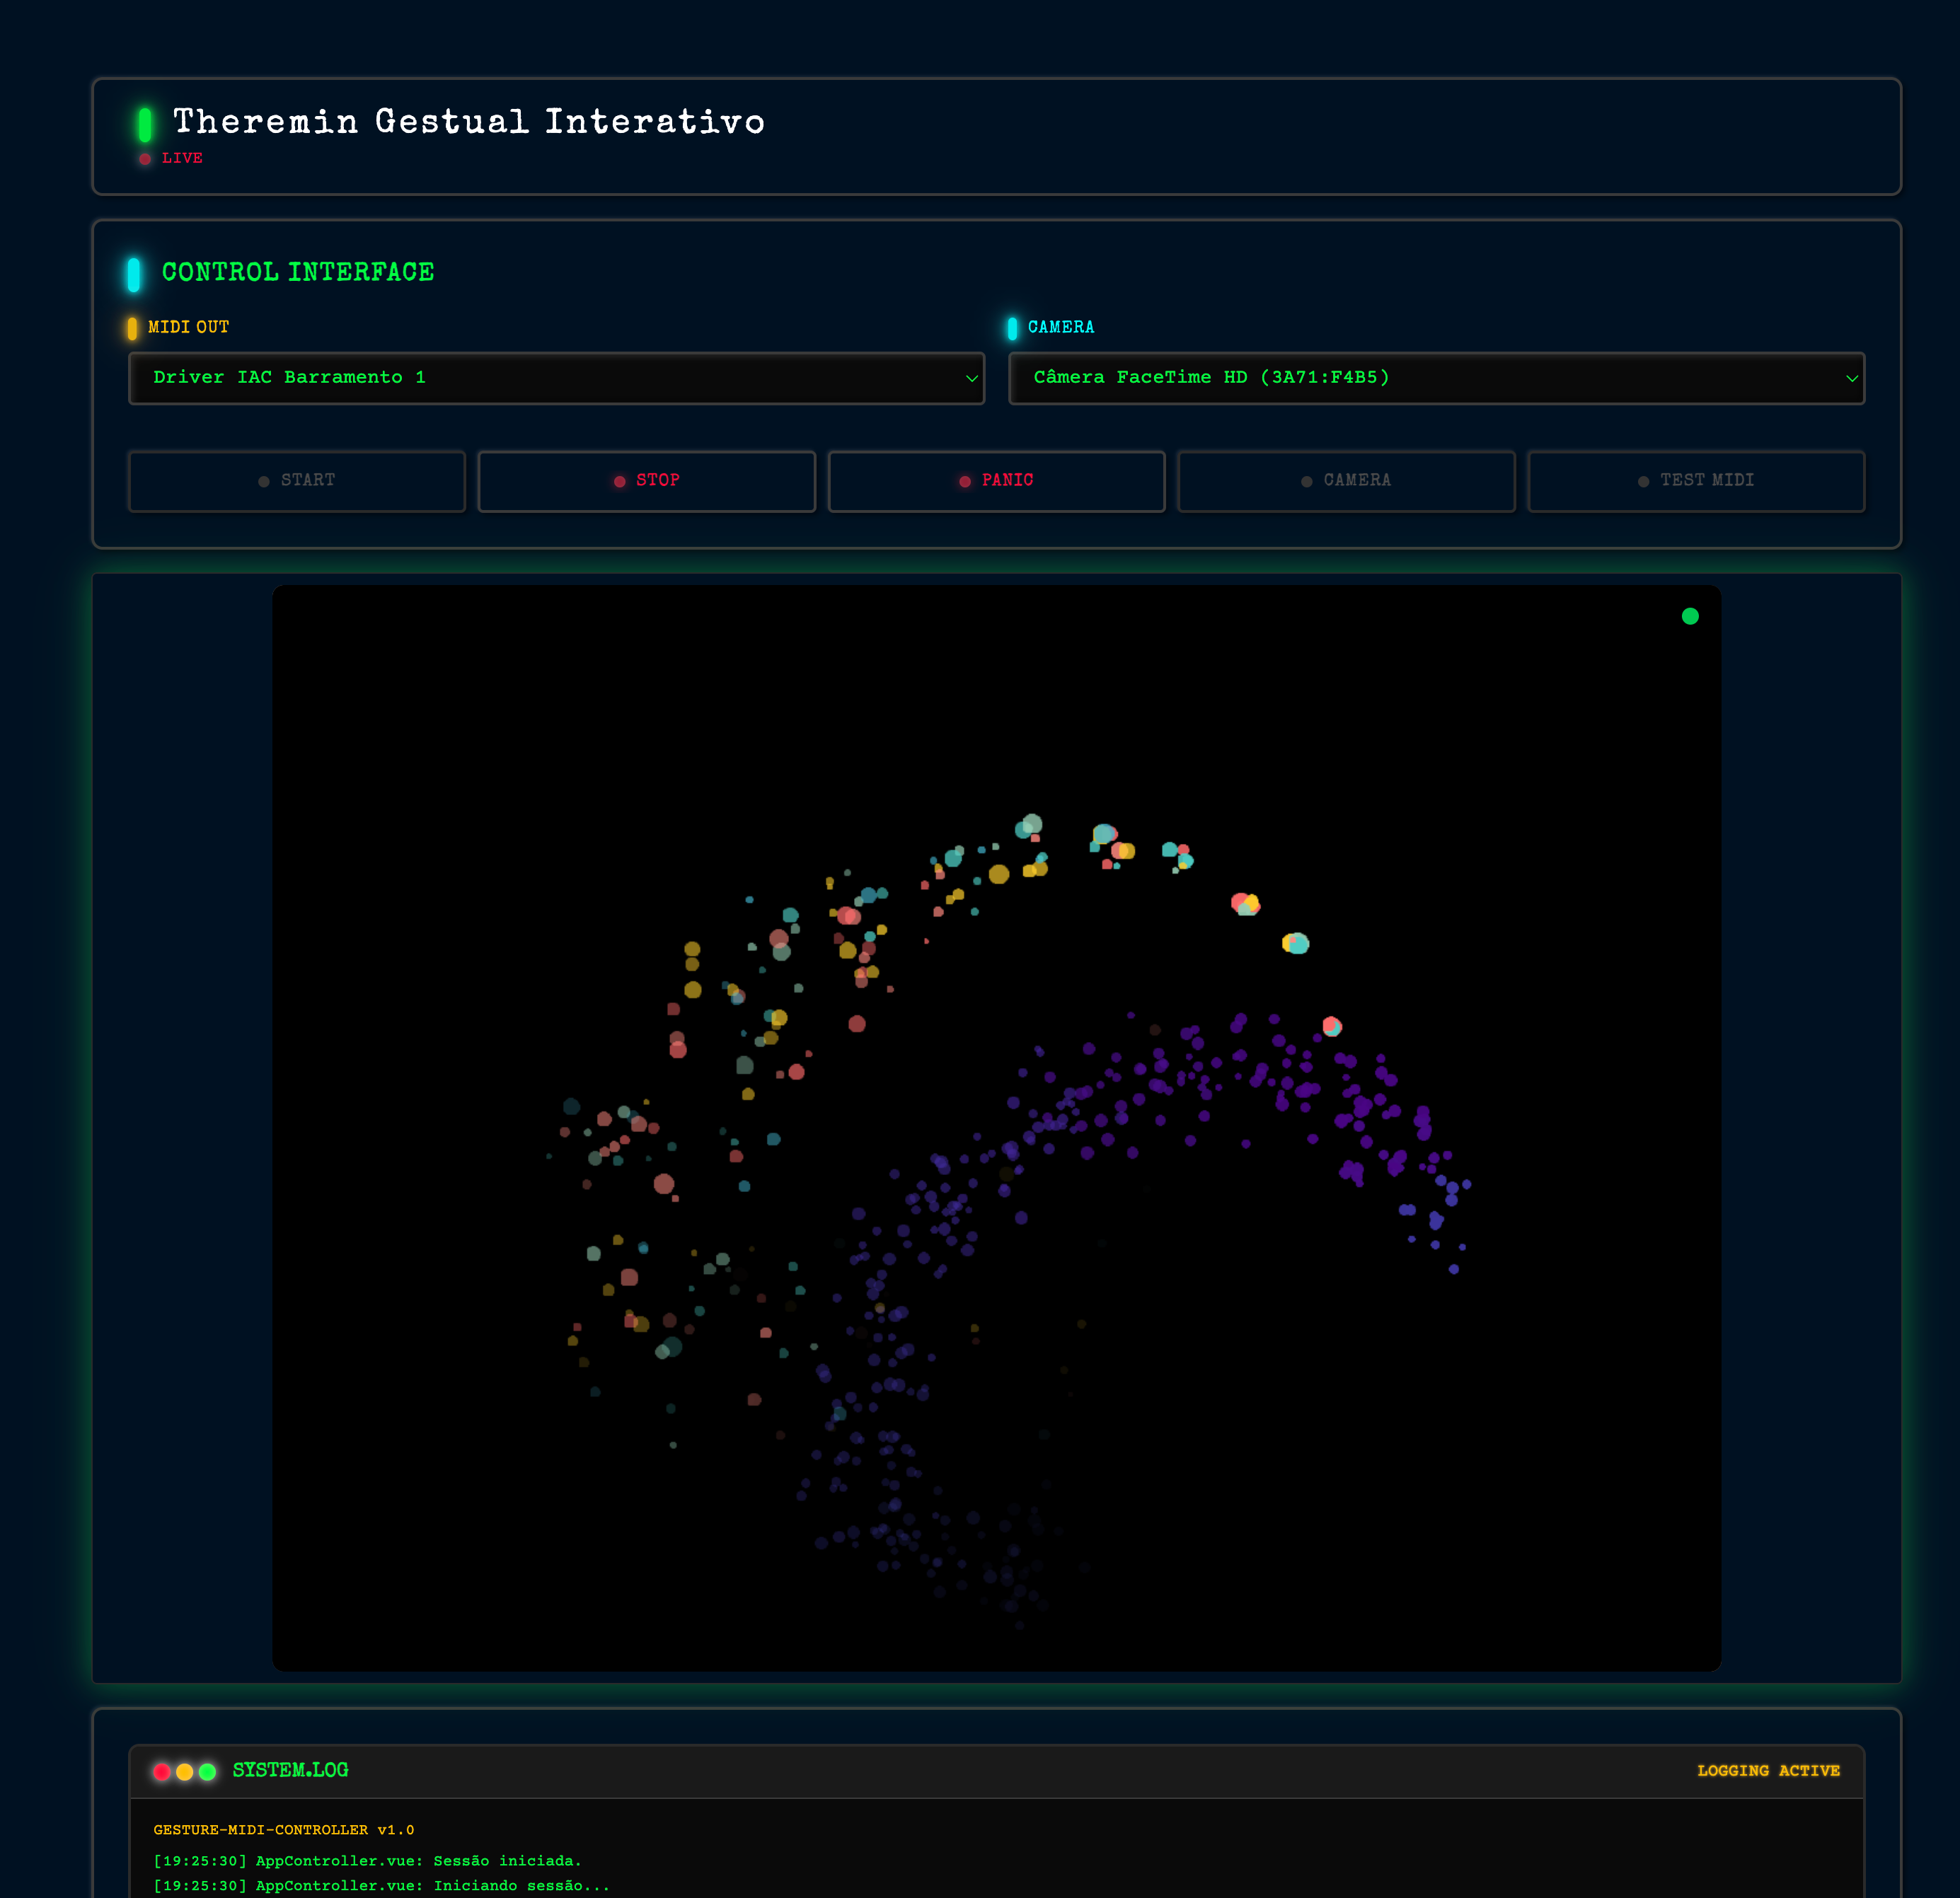 Theremin Gestual Interativo
LIVE
CONTROL INTERFACE
MIDI OUT
CAMERA
Driver IAC Barramento 1
Câmera FaceTime HD (3A71:F4B5)
START
STOP
PANIC
CAMERA
TEST MIDI
SYSTEM.LOG
LOGGING ACTIVE
GESTURE-MIDI-CONTROLLER v1.0
[19:25:30] AppController.vue: Sessão iniciada.
[19:25:30] AppController.vue: Iniciando sessão...